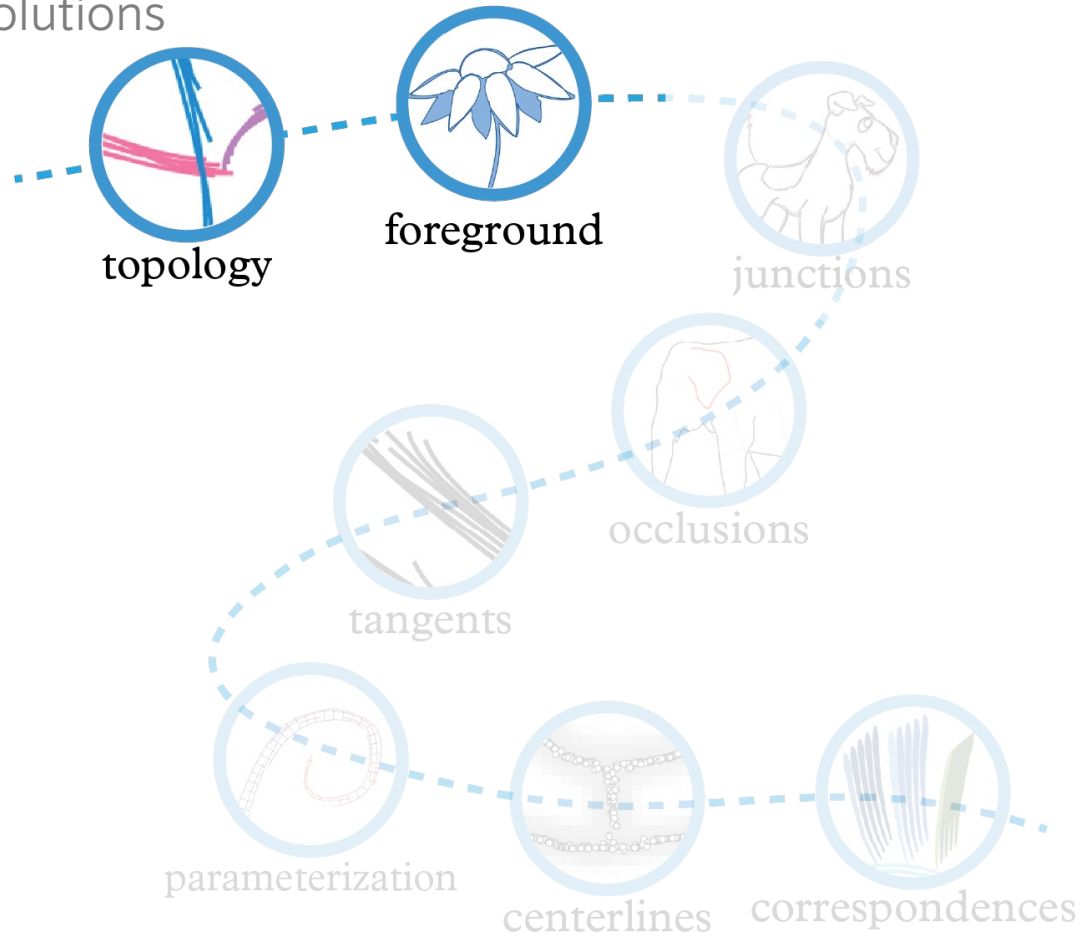 olutions
topology
foreground
junctions
occlusions
tangents
parameterization
centerlines
correspondences